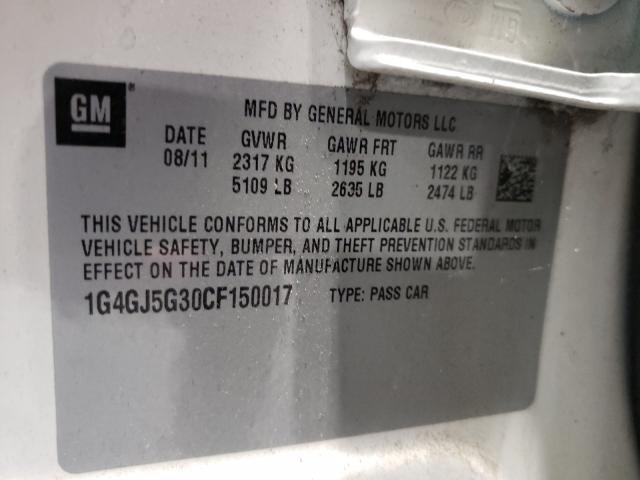 GM
MFD BY GENERAL MOTORS LLC
DATE GVWR GAWR FRT GAWR RR
08/11 2317 KG 1195 KG 1122 KG
5109 LB 2635 LB 2474 LB
THIS VEHICLE CONFORMS TO ALL APPLICABLE U.S. FEDERAL MOTOR
VEHICLE SAFETY, BUMPER, AND THEFT PREVENTION STANDARDS IN
EFFECT ON THE DATE OF MANUFACTURE SHOWN ABOVE.
1G4GJ5G30CF150017 TYPE: PASS CAR